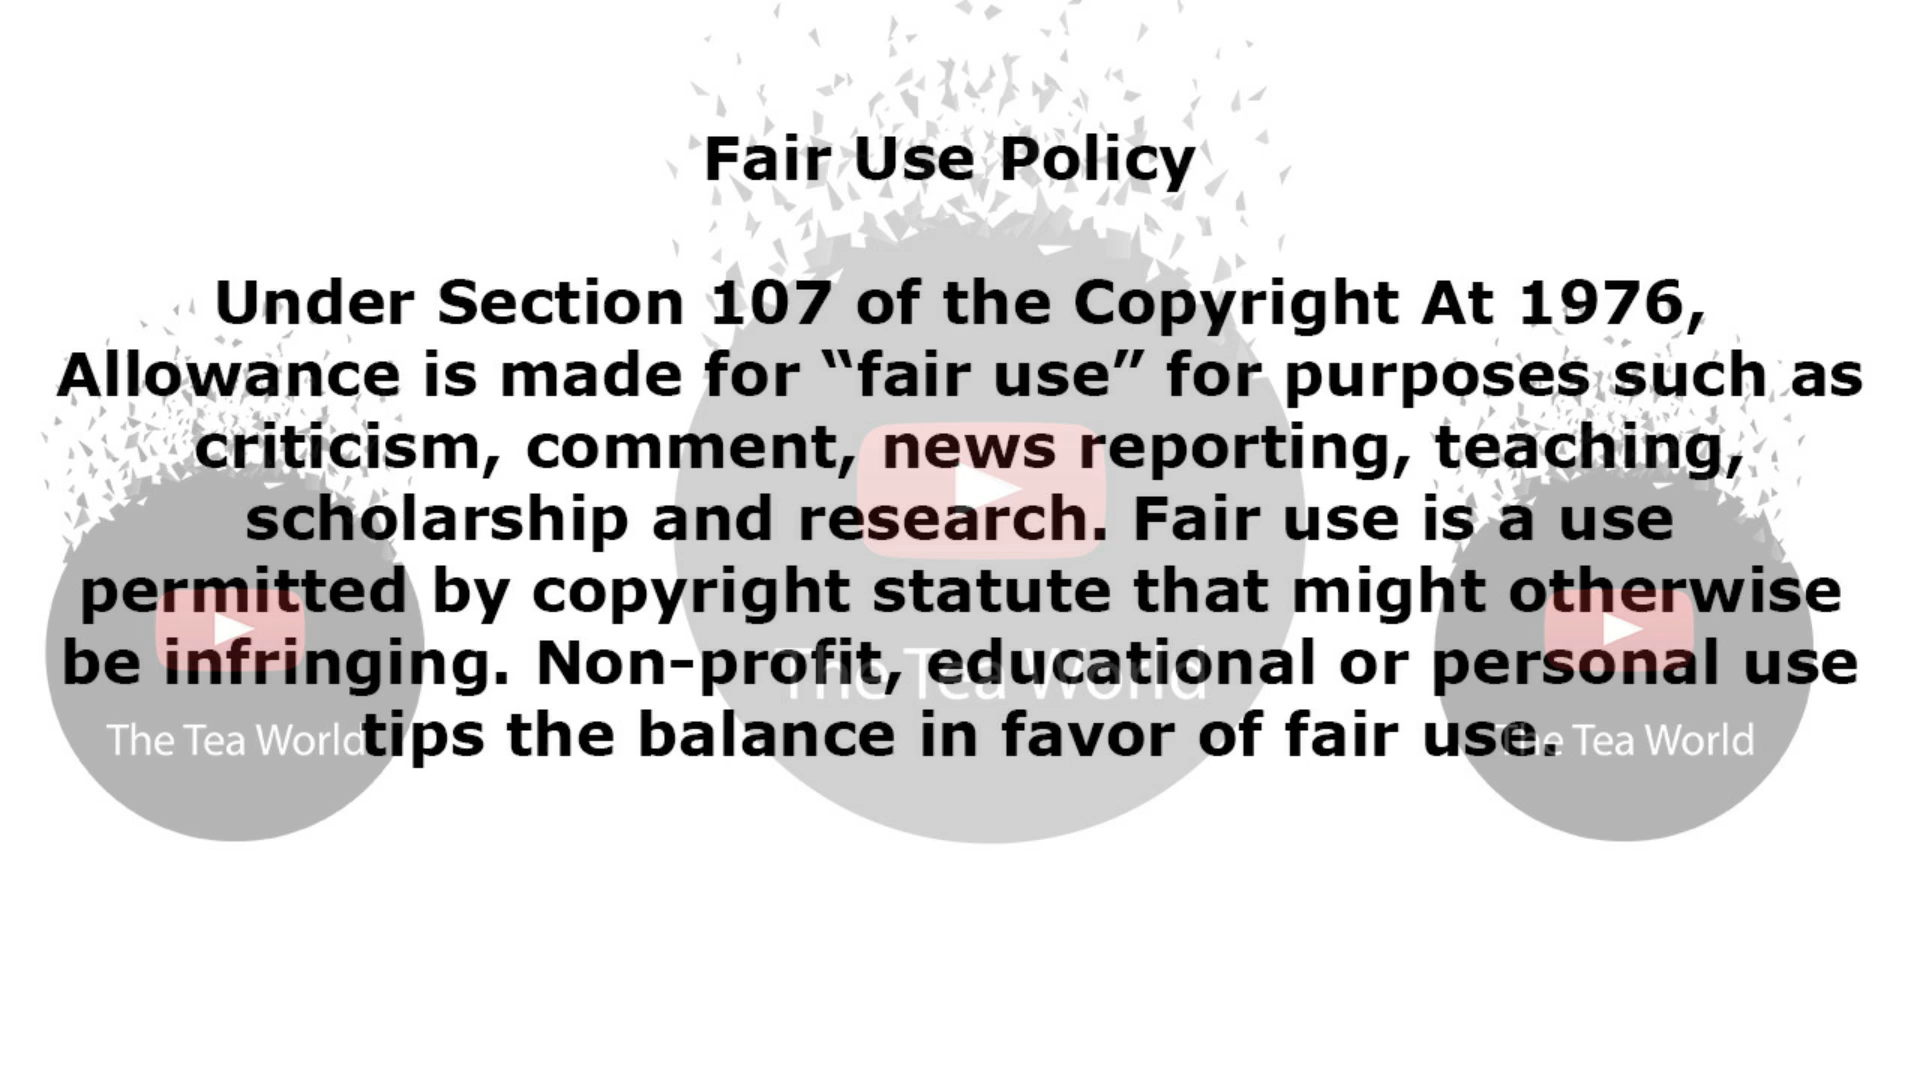 Fair Use Policy
Under Section 107 of the Copyright At 1976,
Allowance is made for “fair use” for purposes such as
criticism, comment, news reporting, teaching,
scholarship and research. Fair use is a use
permitted by copyright statute that might otherwise
be infringing. Non-profit, educational or personal use
tips the balance in favor of fair use.
The Tea World
The Tea World
The Tea World